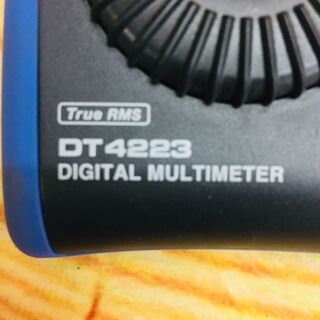 True RMS
DT4223
DIGITAL MULTIMETER